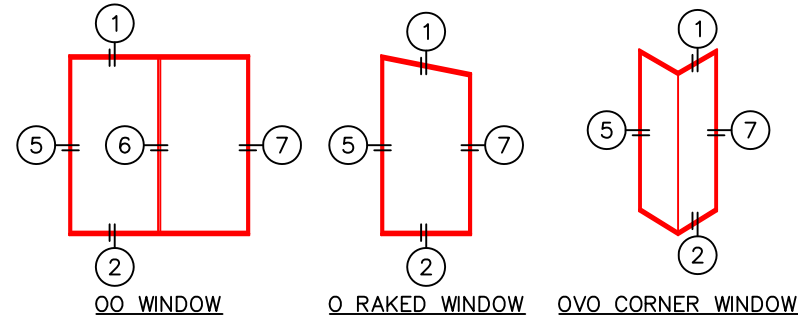 1 1 1
5 6 7 5 7 5 7
2 2 2
OO WINDOW O RAKED WINDOW OVO CORNER WINDOW